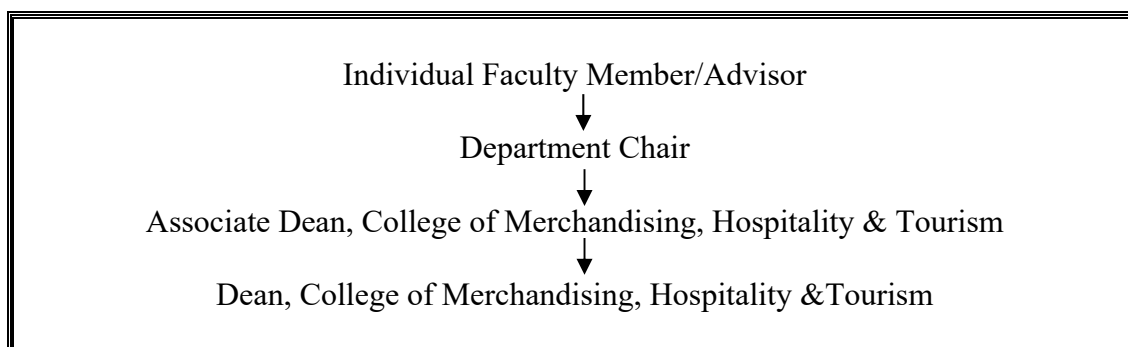 Individual Faculty Member/Advisor
Department Chair
Associate Dean, College of Merchandising, Hospitality & Tourism
Dean, College of Merchandising, Hospitality &Tourism